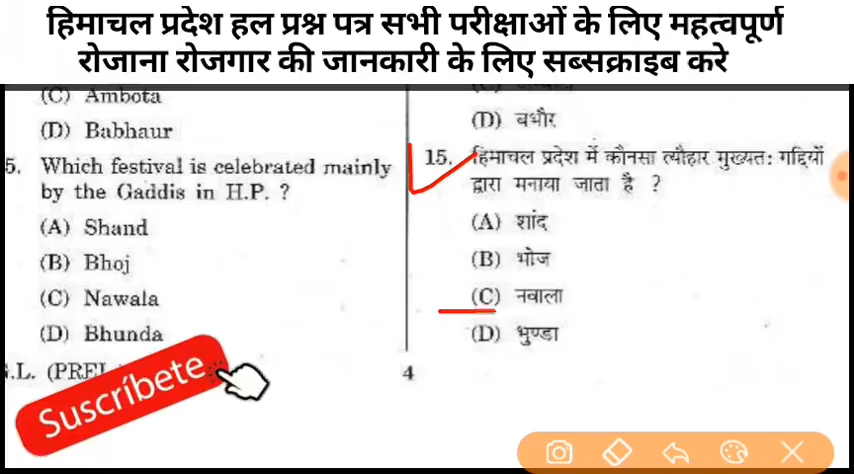 हिमाचल प्रदेश हल प्रश्न पत्र सभी परीक्षाओं के लिए महत्वपूर्ण
रोजाना रोजगार की जानकारी के लिए सब्सक्राइब करे
(C) Ambota
(D) Babhaur
5. Which festival is celebrated mainly
by the Gaddis in H.P. ?
(A) Shand
(B) Bhoj
(C) Nawala
(D) Bhunda
.L. (PREL
Suscríbete
(D) बभौर
15. हिमाचल प्रदेश में कौनसा त्यौहार मुख्यतः गद्दियों
द्वारा मनाया जाता है ?
(A) शांद
(B) भोज
(C) नवाला
(D) भुण्डा
4